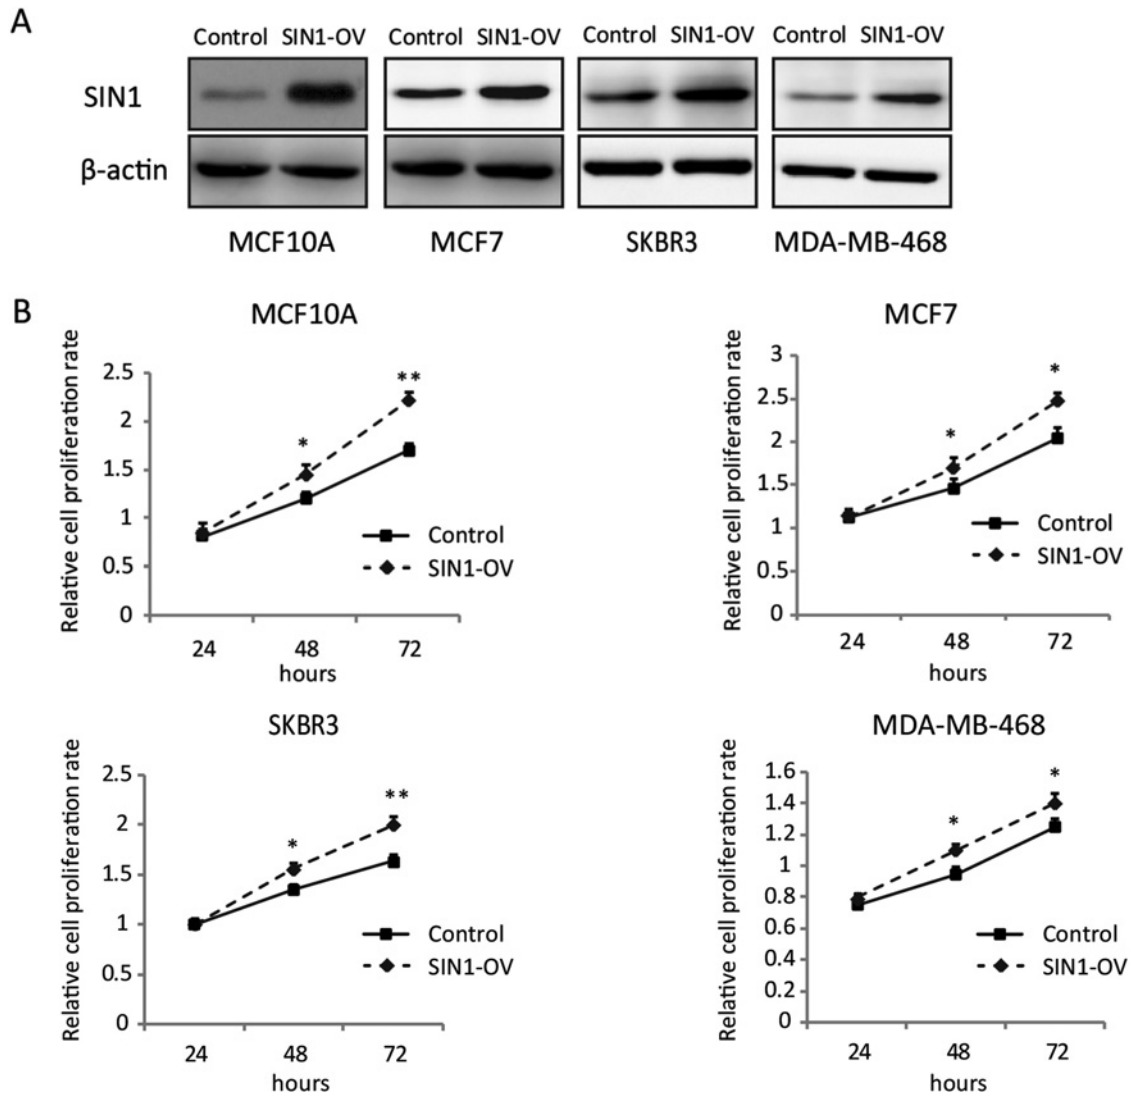 A
Control SIN1-OV Control SIN1-OV Control SIN1-OV Control SIN1-OV
SIN1
β-actin
MCF10A MCF7 SKBR3 MDA-MB-468
B
MCF10A
Relative cell proliferation rate
2.5
2
1.5
1
0.5
0
*
**
Control
SIN1-OV
24 48 72
hours
MCF7
Relative cell proliferation rate
3
2.5
2
1.5
1
0.5
0
*
*
Control
SIN1-OV
24 48 72
hours
SKBR3
Relative cell proliferation rate
2.5
2
1.5
1
0.5
0
*
**
Control
SIN1-OV
24 48 72
hours
MDA-MB-468
Relative cell proliferation rate
1.6
1.4
1.2
1
0.8
0.6
0.4
0.2
0
*
*
Control
SIN1-OV
24 48 72
hours